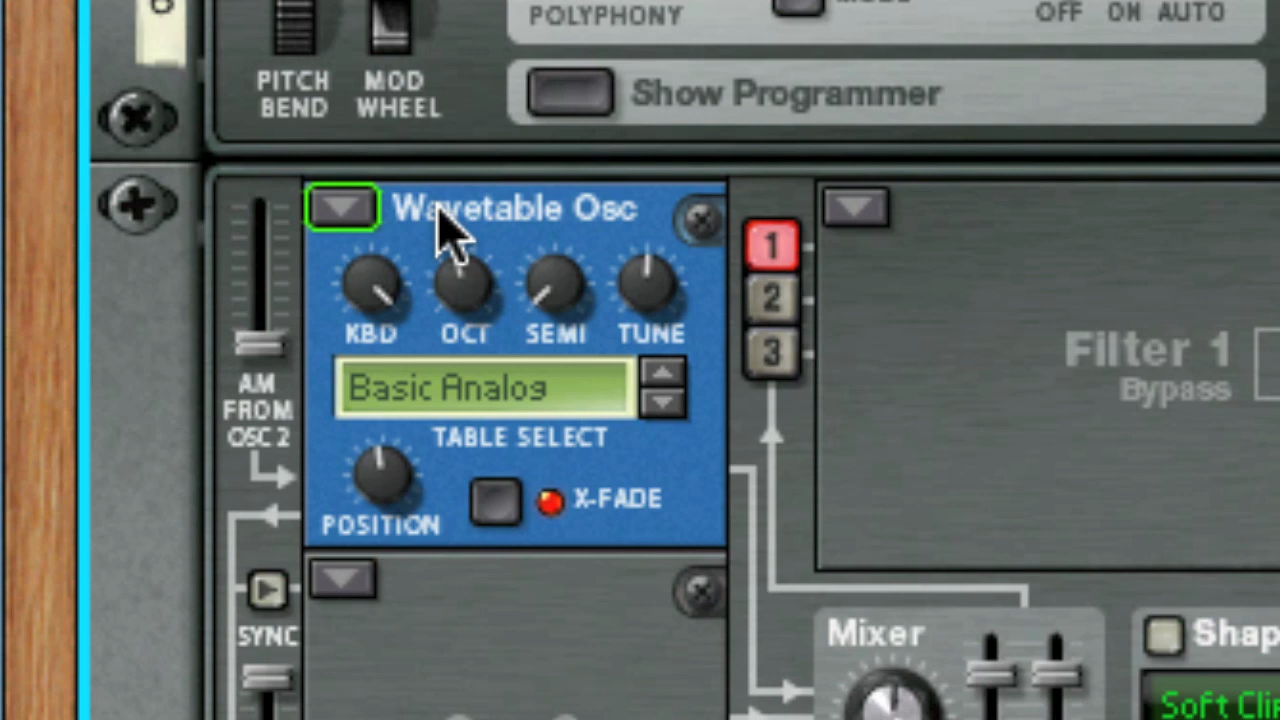 POLYPHONY
OFF ON AUTO
PITCH BEND
MOD WHEEL
Show Programmer
Wavetable Osc
KBD OCT SEMI TUNE
Basic Analog
TABLE SELECT
POSITION
X-FADE
AM FROM OSC 2
SYNC
1
2
3
Filter 1
Bypass
Mixer
Shap
Soft Cli